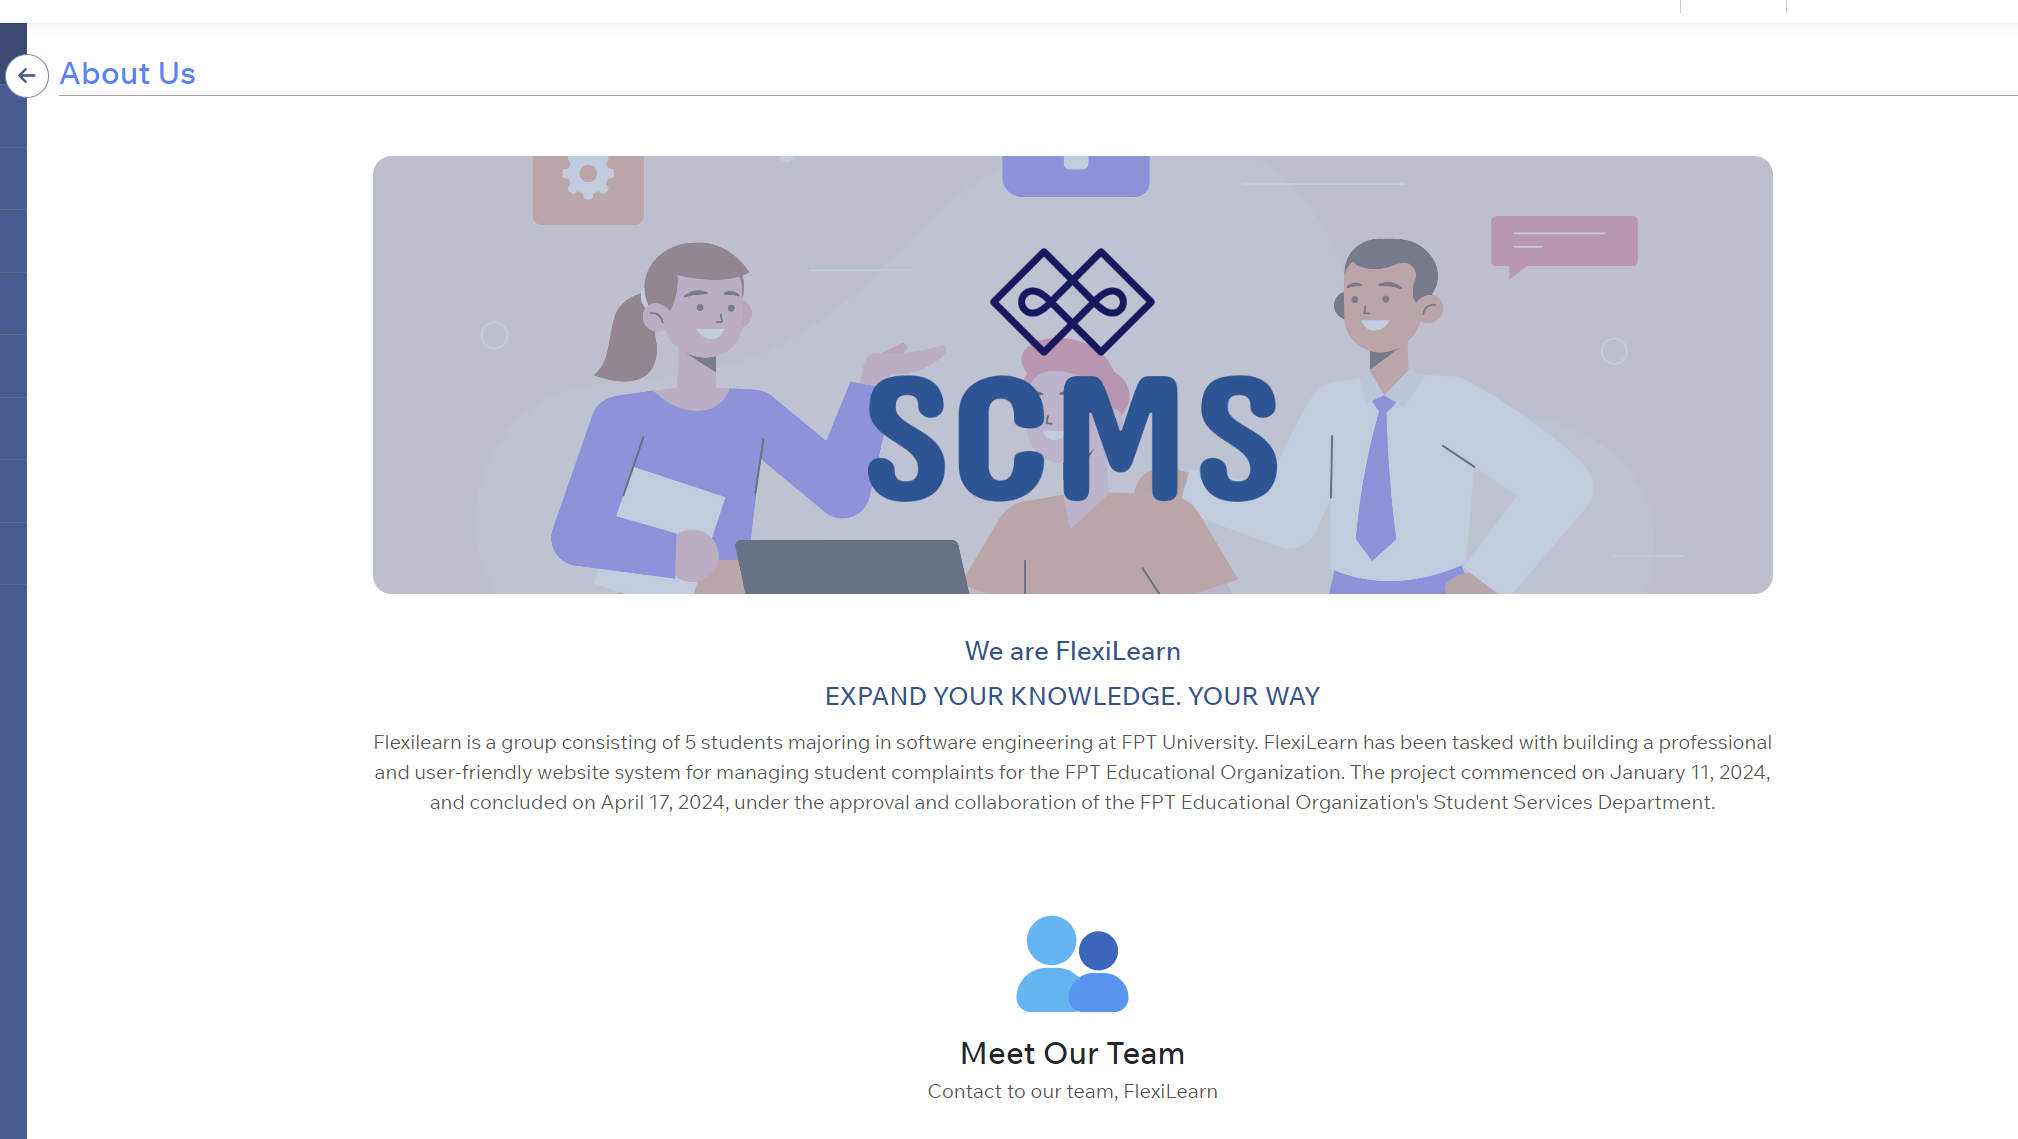 About Us
SCMS
We are FlexiLearn
EXPAND YOUR KNOWLEDGE. YOUR WAY
Flexilearn is a group consisting of 5 students majoring in software engineering at FPT University. FlexiLearn has been tasked with building a professional
and user-friendly website system for managing student complaints for the FPT Educational Organization. The project commenced on January 11, 2024,
and concluded on April 17, 2024, under the approval and collaboration of the FPT Educational Organization's Student Services Department.
Meet Our Team
Contact to our team, FlexiLearn